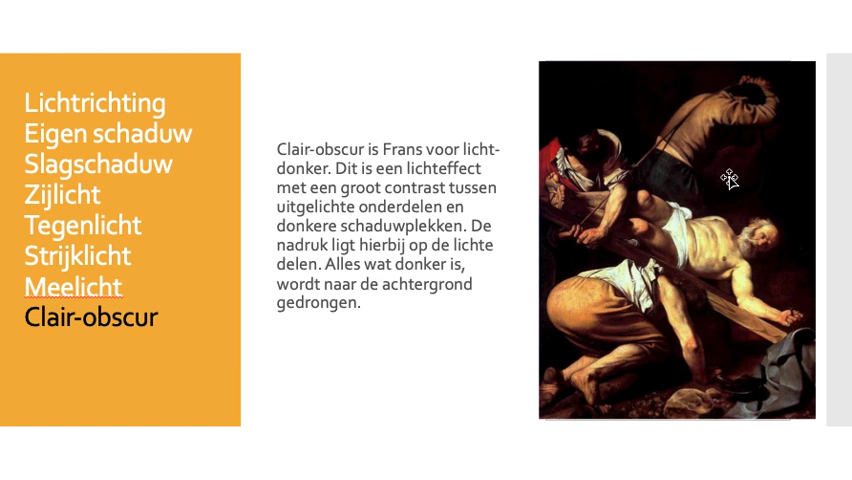 Lichtrichting
Eigen schaduw
Slagschaduw
Zijlicht
Tegenlicht
Strijklicht
Meelicht
Clair-obscur
Clair-obscur is Frans voor licht-
donker. Dit is een lichteffect
met een groot contrast tussen
uitgelichte onderdelen en
donkere schaduwplekken. De
nadruk ligt hierbij op de lichte
delen. Alles wat donker is,
wordt naar de achtergrond
gedrongen.